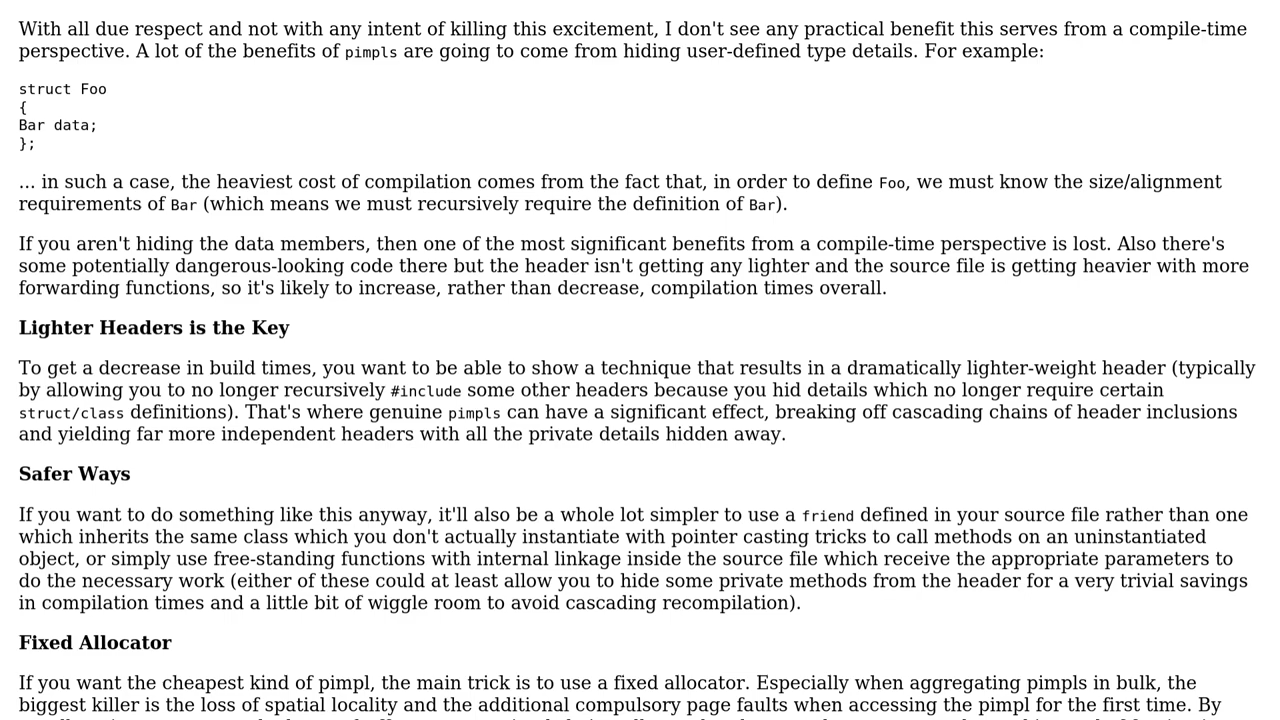 With all due respect and not with any intent of killing this excitement, I don't see any practical benefit this serves from a compile-time
perspective. A lot of the benefits of pimpls are going to come from hiding user-defined type details. For example:
struct Foo
{
Bar data;
};
... in such a case, the heaviest cost of compilation comes from the fact that, in order to define Foo, we must know the size/alignment
requirements of Bar (which means we must recursively require the definition of Bar).
If you aren't hiding the data members, then one of the most significant benefits from a compile-time perspective is lost. Also there's
some potentially dangerous-looking code there but the header isn't getting any lighter and the source file is getting heavier with more
forwarding functions, so it's likely to increase, rather than decrease, compilation times overall.
Lighter Headers is the Key
To get a decrease in build times, you want to be able to show a technique that results in a dramatically lighter-weight header (typically
by allowing you to no longer recursively #include some other headers because you hid details which no longer require certain
struct/class definitions). That's where genuine pimpls can have a significant effect, breaking off cascading chains of header inclusions
and yielding far more independent headers with all the private details hidden away.
Safer Ways
If you want to do something like this anyway, it'll also be a whole lot simpler to use a friend defined in your source file rather than one
which inherits the same class which you don't actually instantiate with pointer casting tricks to call methods on an uninstantiated
object, or simply use free-standing functions with internal linkage inside the source file which receive the appropriate parameters to
do the necessary work (either of these could at least allow you to hide some private methods from the header for a very trivial savings
in compilation times and a little bit of wiggle room to avoid cascading recompilation).
Fixed Allocator
If you want the cheapest kind of pimpl, the main trick is to use a fixed allocator. Especially when aggregating pimpls in bulk, the
biggest killer is the loss of spatial locality and the additional compulsory page faults when accessing the pimpl for the first time. By